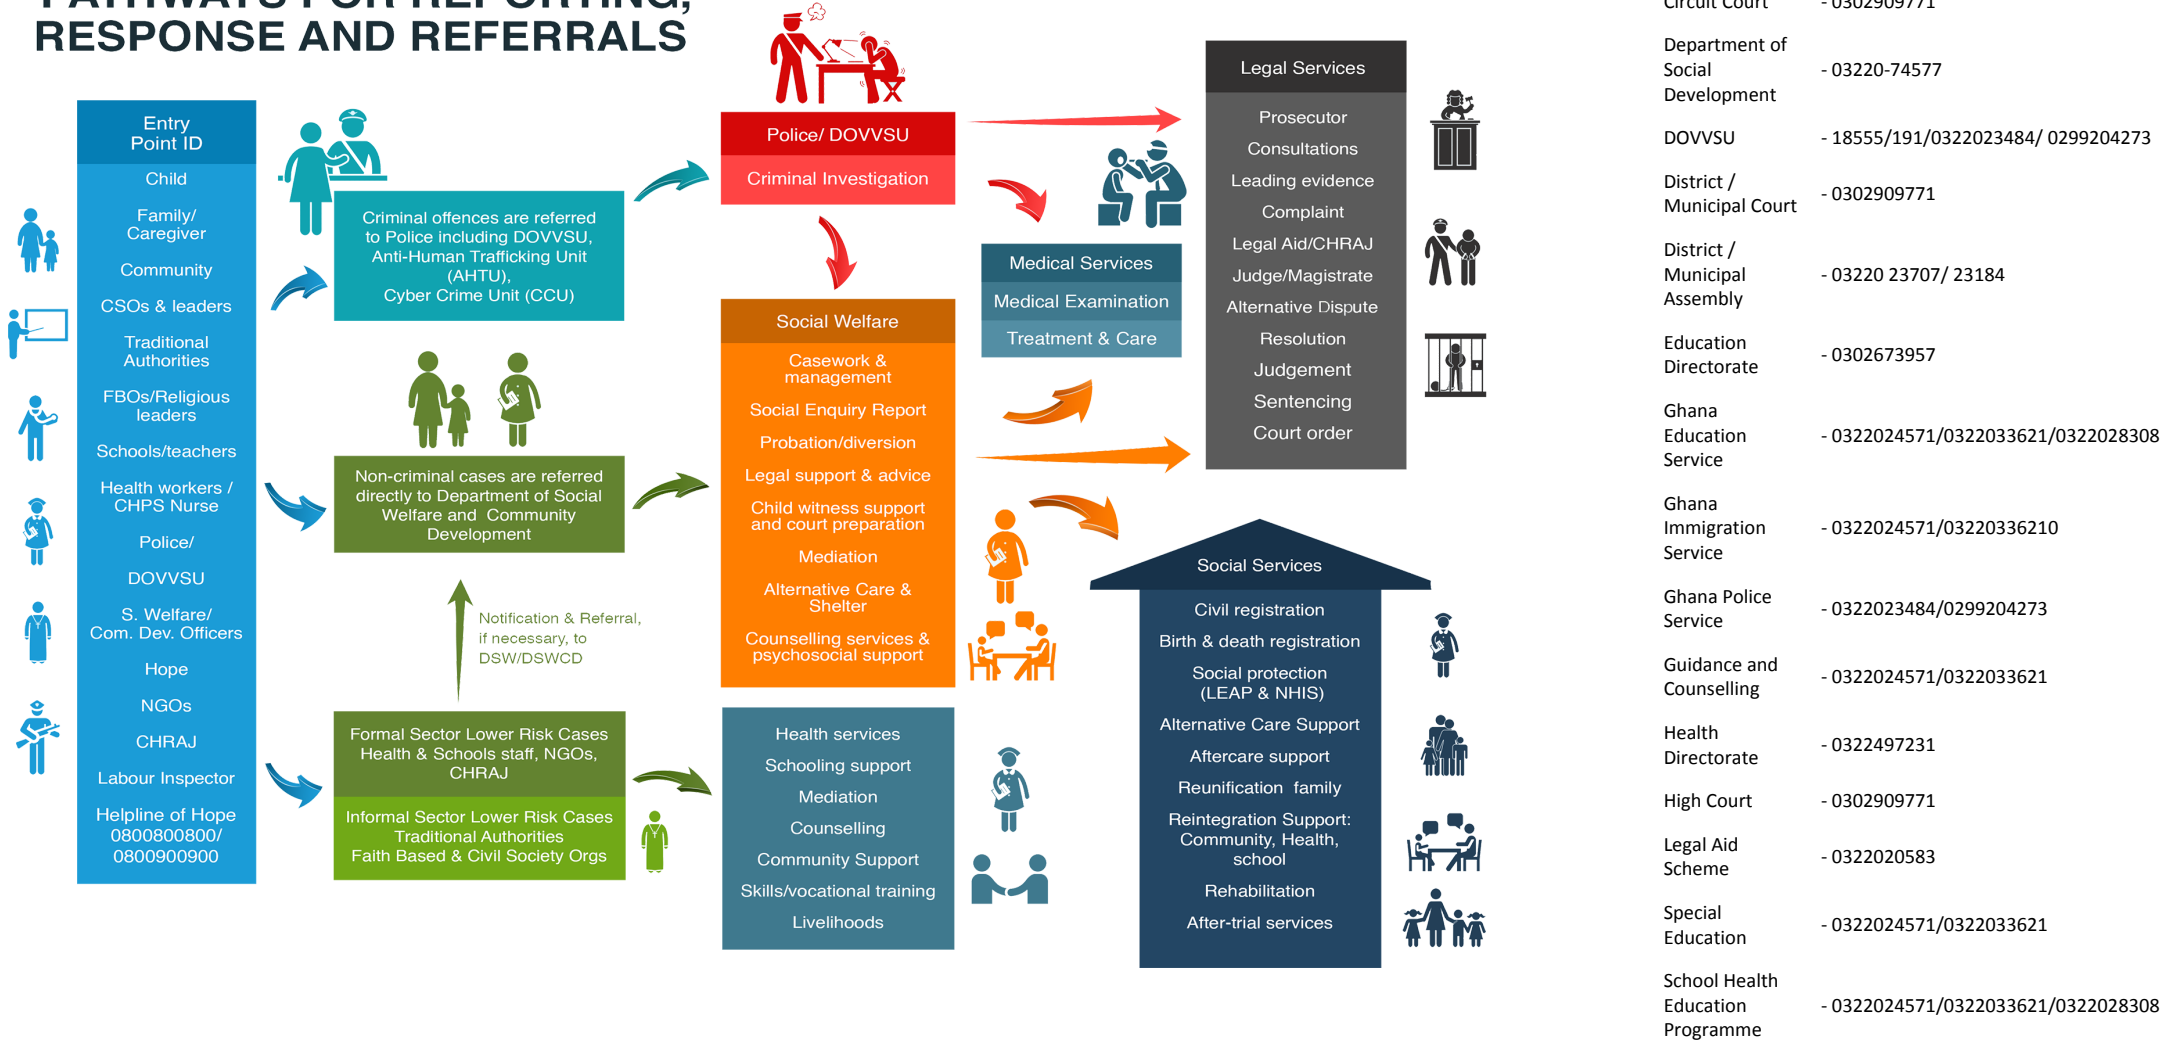 PATHWAYS FOR REPORTING,
RESPONSE AND REFERRALS
Entry
Point ID
Child
Family/
Caregiver
Community
CSOs & leaders
Traditional
Authorities
FBOs/Religious
leaders
Schools/teachers
Health workers /
CHPS Nurse
Police/
DOVVSU
S. Welfare/
Com. Dev. Officers
Hope
NGOs
CHRAJ
Labour Inspector
Helpline of Hope
0800800800/
0800900900
Criminal offences are referred
to Police including DOVVSU,
Anti-Human Trafficking Unit
(AHTU),
Cyber Crime Unit (CCU)
Non-criminal cases are referred
directly to Department of Social
Welfare and Community
Development
Notification & Referral,
if necessary, to
DSW/DSWCD
Formal Sector Lower Risk Cases
Health & Schools staff, NGOs,
CHRAJ
Informal Sector Lower Risk Cases
Traditional Authorities
Faith Based & Civil Society Orgs
Police/ DOVVSU
Criminal Investigation
Social Welfare
Casework &
management
Social Enquiry Report
Probation/diversion
Legal support & advice
Child witness support
and court preparation
Mediation
Alternative Care &
Shelter
Counselling services &
psychosocial support
Health services
Schooling support
Mediation
Counselling
Community Support
Skills/vocational training
Livelihoods
Medical Services
Medical Examination
Treatment & Care
Legal Services
Prosecutor
Consultations
Leading evidence
Complaint
Legal Aid/CHRAJ
Judge/Magistrate
Alternative Dispute
Resolution
Judgement
Sentencing
Court order
Social Services
Civil registration
Birth & death registration
Social protection
(LEAP & NHIS)
Alternative Care Support
Aftercare support
Reunification family
Reintegration Support:
Community, Health,
school
Rehabilitation
After-trial services
Circuit Court - 0302909771
Department of
Social - 03220-74577
Development
DOVVSU - 18555/191/0322023484/ 0299204273
District /
Municipal Court - 0302909771
District /
Municipal - 03220 23707/ 23184
Assembly
Education
Directorate - 0302673957
Ghana
Education - 0322024571/0322033621/0322028308
Service
Ghana
Immigration - 0322024571/03220336210
Service
Ghana Police
Service - 0322023484/0299204273
Guidance and
Counselling - 0322024571/0322033621
Health
Directorate - 0322497231
High Court - 0302909771
Legal Aid
Scheme - 0322020583
Special
Education - 0322024571/0322033621
School Health
Education - 0322024571/0322033621/0322028308
Programme